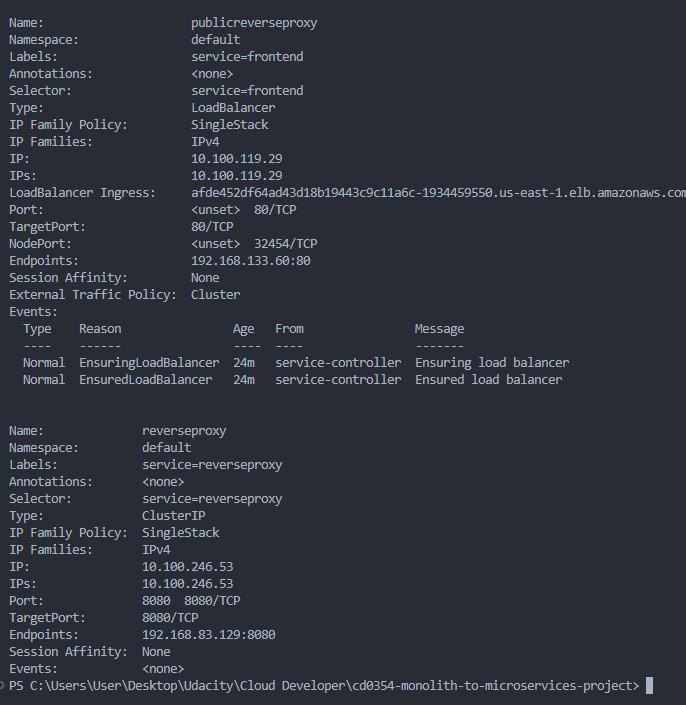 Name:                     publicreverseproxy
Namespace:                default
Labels:                   service=frontend
Annotations:              <none>
Selector:                 service=frontend
Type:                     LoadBalancer
IP Family Policy:         SingleStack
IP Families:              IPv4
IP:                       10.100.119.29
IPs:                      10.100.119.29
LoadBalancer Ingress:     afde452df64ad43d18b19443c9c11a6c-1934459550.us-east-1.elb.amazonaws.com
Port:                     <unset>  80/TCP
TargetPort:               80/TCP
NodePort:                 <unset>  32454/TCP
Endpoints:                192.168.133.60:80
Session Affinity:         None
External Traffic Policy:  Cluster
Events:
  Type    Reason                Age   From                Message
  ----    ------                ----  ----                -------
  Normal  EnsuringLoadBalancer  24m   service-controller  Ensuring load balancer
  Normal  EnsuredLoadBalancer   24m   service-controller  Ensured load balancer
Name:              reverseproxy
Namespace:         default
Labels:            service=reverseproxy
Annotations:       <none>
Selector:          service=reverseproxy
Type:              ClusterIP
IP Family Policy:  SingleStack
IP Families:       IPv4
IP:                10.100.246.53
IPs:               10.100.246.53
Port:              8080  8080/TCP
TargetPort:        8080/TCP
Endpoints:         192.168.83.129:8080
Session Affinity:  None
Events:            <none>
PS C:\Users\User\Desktop\Udacity\Cloud Developer\cd0354-monolith-to-microservices-project>